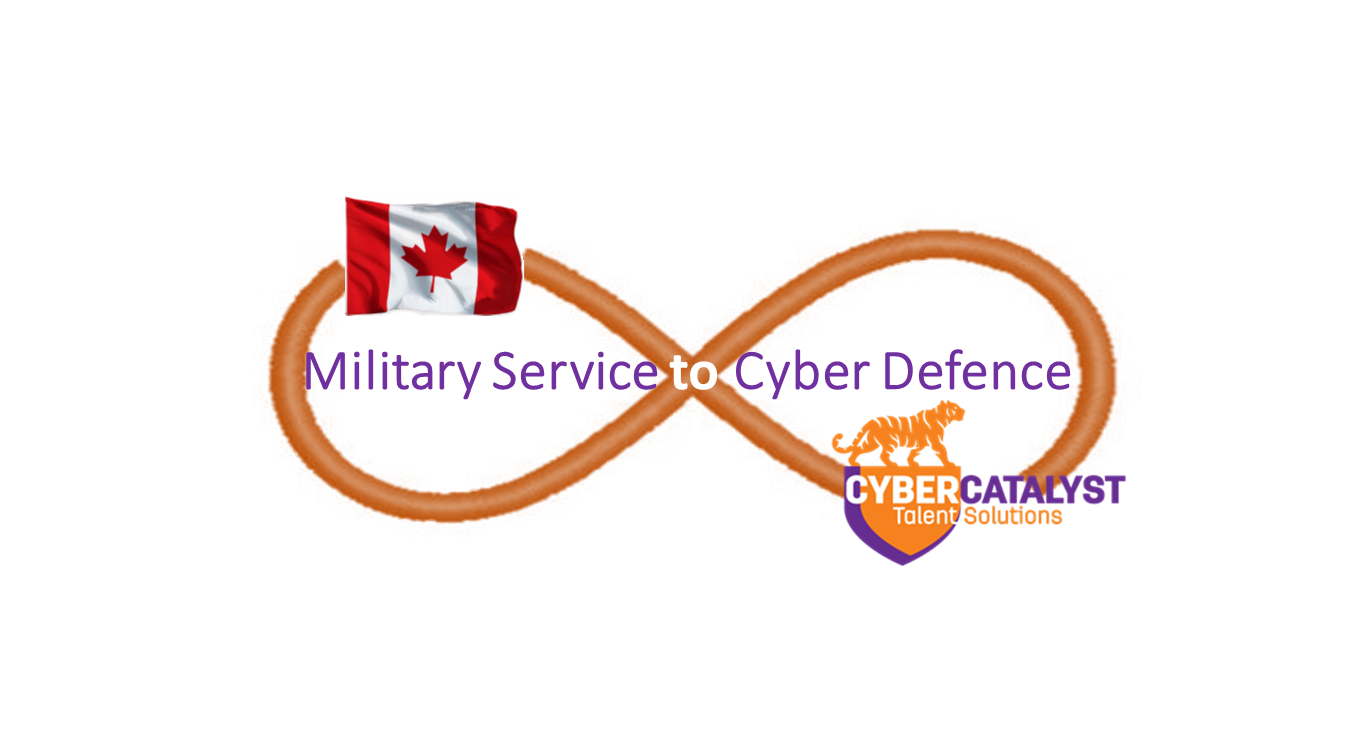 Military Service to Cyber Defence
CYBERCATALYST
Talent Solutions